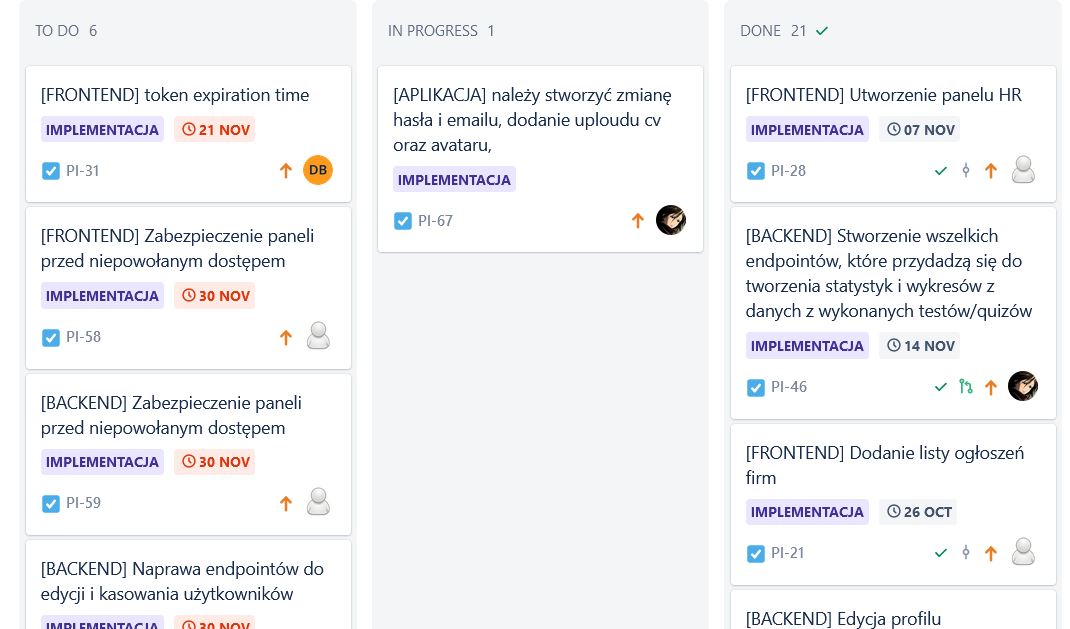 TO DO 6
[FRONTEND] token expiration time
IMPLEMENTACJA 21 NOV
PI-31 DB
[FRONTEND] Zabezpieczenie paneli
przed niepowołanym dostępem
IMPLEMENTACJA 30 NOV
PI-58
[BACKEND] Zabezpieczenie paneli
przed niepowołanym dostępem
IMPLEMENTACJA 30 NOV
PI-59
[BACKEND] Naprawa endpointów do
edycji i kasowania użytkowników
IMPLEMENTACJA 30 NOV
IN PROGRESS 1
[APLIKACJA] należy stworzyć zmianę
hasła i emailu, dodanie uploudu cv
oraz avataru,
IMPLEMENTACJA
PI-67
DONE 21
[FRONTEND] Utworzenie panelu HR
IMPLEMENTACJA 07 NOV
PI-28
[BACKEND] Stworzenie wszelkich
endpointów, które przydadzą się do
tworzenia statystyk i wykresów z
danych z wykonanych testów/quizów
IMPLEMENTACJA 14 NOV
PI-46
[FRONTEND] Dodanie listy ogłoszeń
firm
IMPLEMENTACJA 26 OCT
PI-21
[BACKEND] Edycja profilu